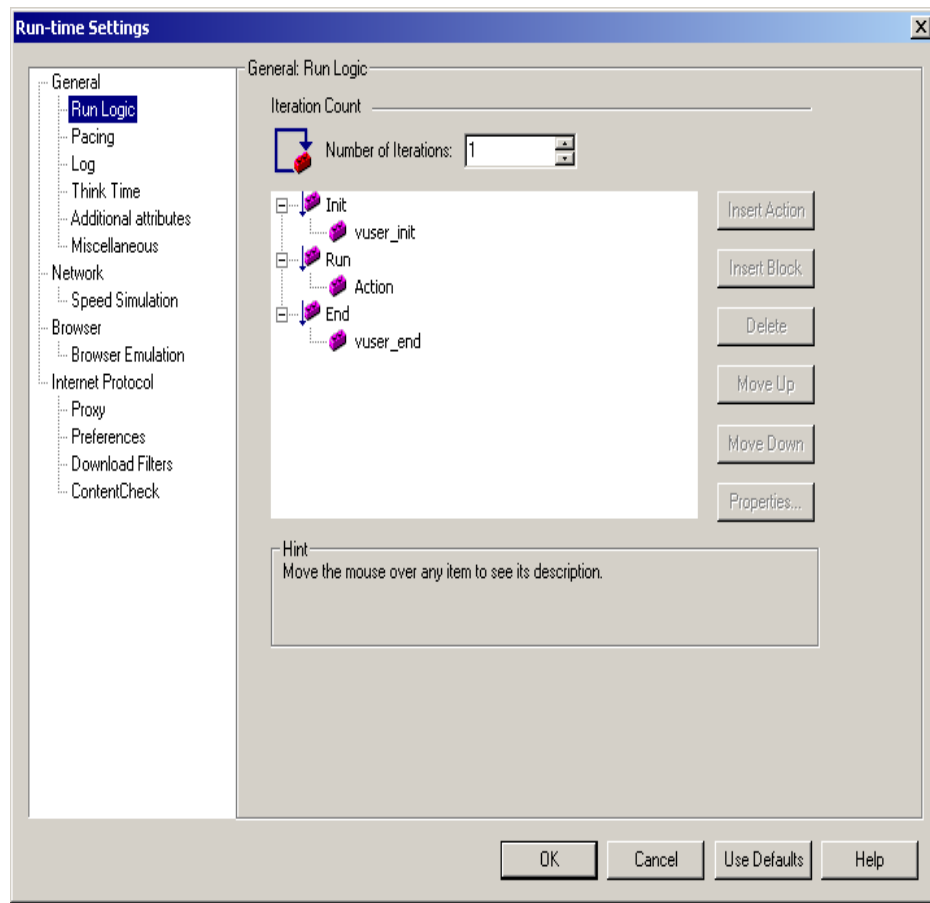 Run-time Settings
General
Run Logic
Pacing
Log
Think Time
Additional attributes
Miscellaneous
Network
Speed Simulation
Browser
Browser Emulation
Internet Protocol
Proxy
Preferences
Download Filters
ContentCheck
General: Run Logic
Iteration Count
Number of Iterations: 1
Init
vuser_init
Run
Action
End
vuser_end
Insert Action
Insert Block
Delete
Move Up
Move Down
Properties...
Hint
Move the mouse over any item to see its description.
OK Cancel Use Defaults Help